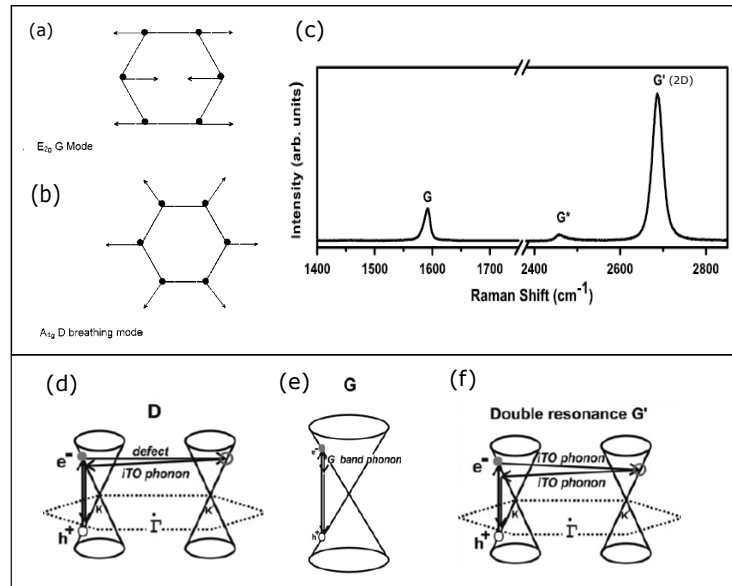 (a)
E2g G Mode
(b)
A1g D breathing mode
(c)
Intensity (arb. units)
G
G*
G' (2D)
1400 1500 1600 1700 2400 2600 2800
Raman Shift (cm-1)
(d)
D
e-
defect
iTO phonon
K
K
Γ
h+
(e)
G
e-
G band phonon
h+
(f)
Double resonance G'
e-
iTO phonon
iTO phonon
K
K
Γ
h+